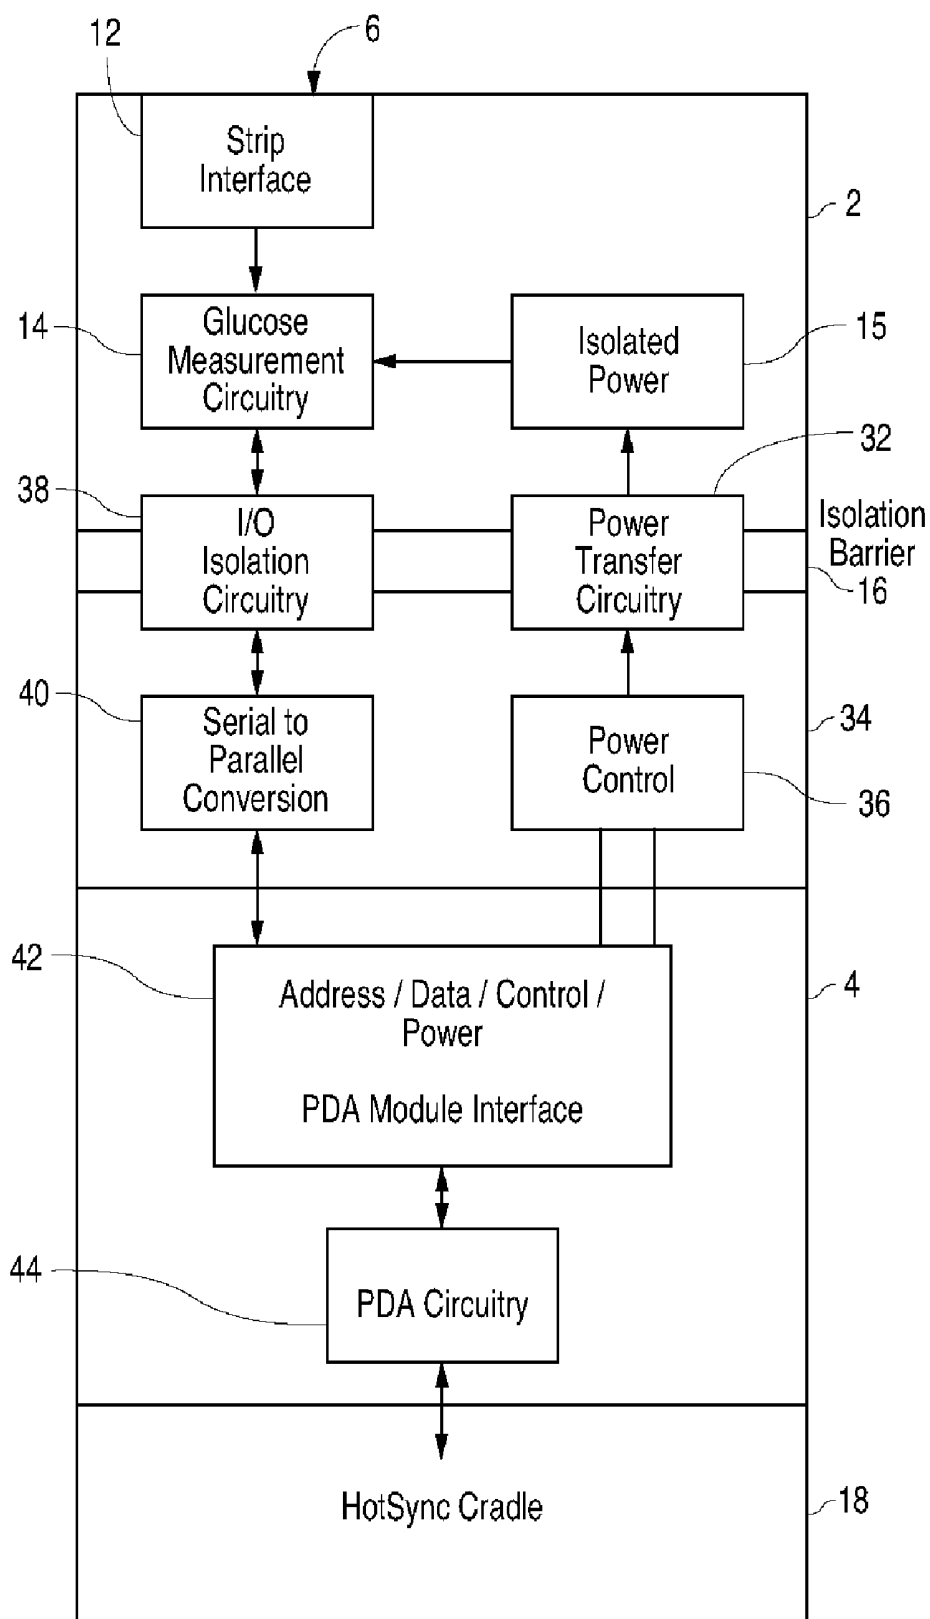 12
6
Strip
Interface
2
14
Glucose
Measurement
Circuitry
Isolated
Power
15
32
38
I/O
Isolation
Circuitry
Power
Transfer
Circuitry
Isolation
Barrier
16
40
Serial to
Parallel
Conversion
Power
Control
34
36
42
Address / Data / Control /
Power
PDA Module Interface
4
44
PDA Circuitry
HotSync Cradle
18